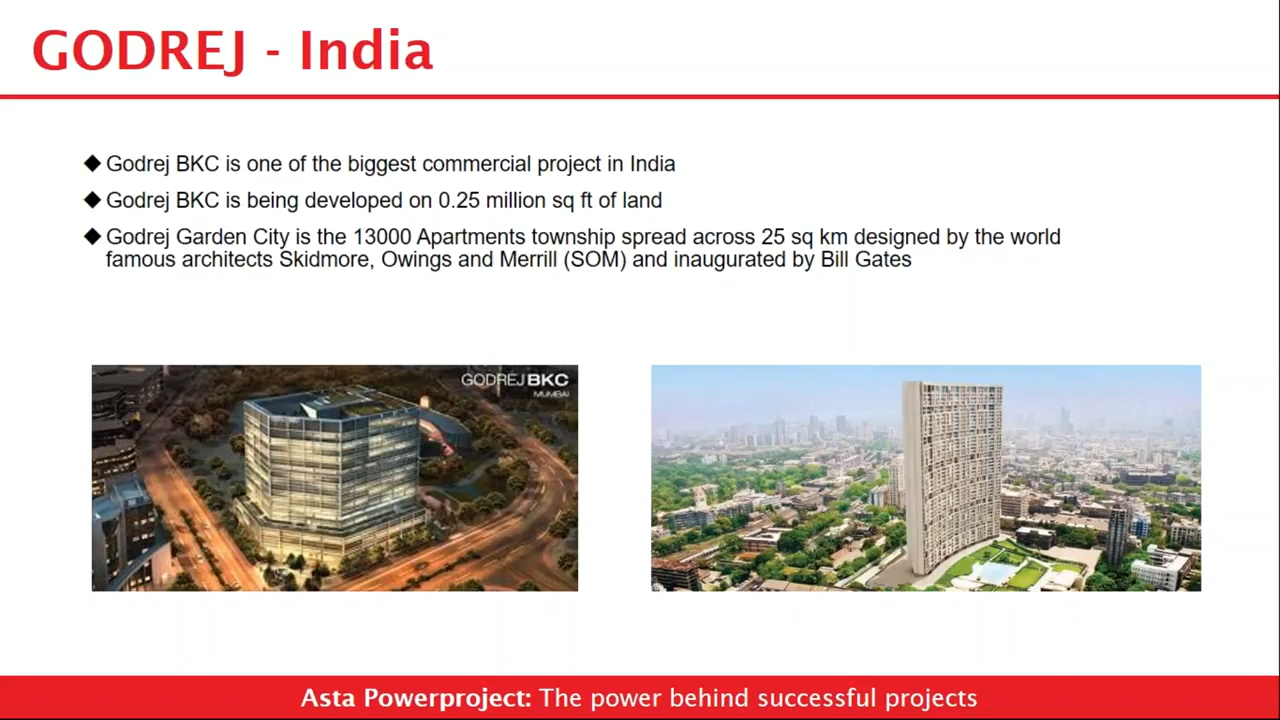 GODREJ - India
Godrej BKC is one of the biggest commercial project in India
Godrej BKC is being developed on 0.25 million sq ft of land
Godrej Garden City is the 13000 Apartments township spread across 25 sq km designed by the world
famous architects Skidmore, Owings and Merrill (SOM) and inaugurated by Bill Gates
GODREJ BKC
MUMBAI
Asta Powerproject: The power behind successful projects